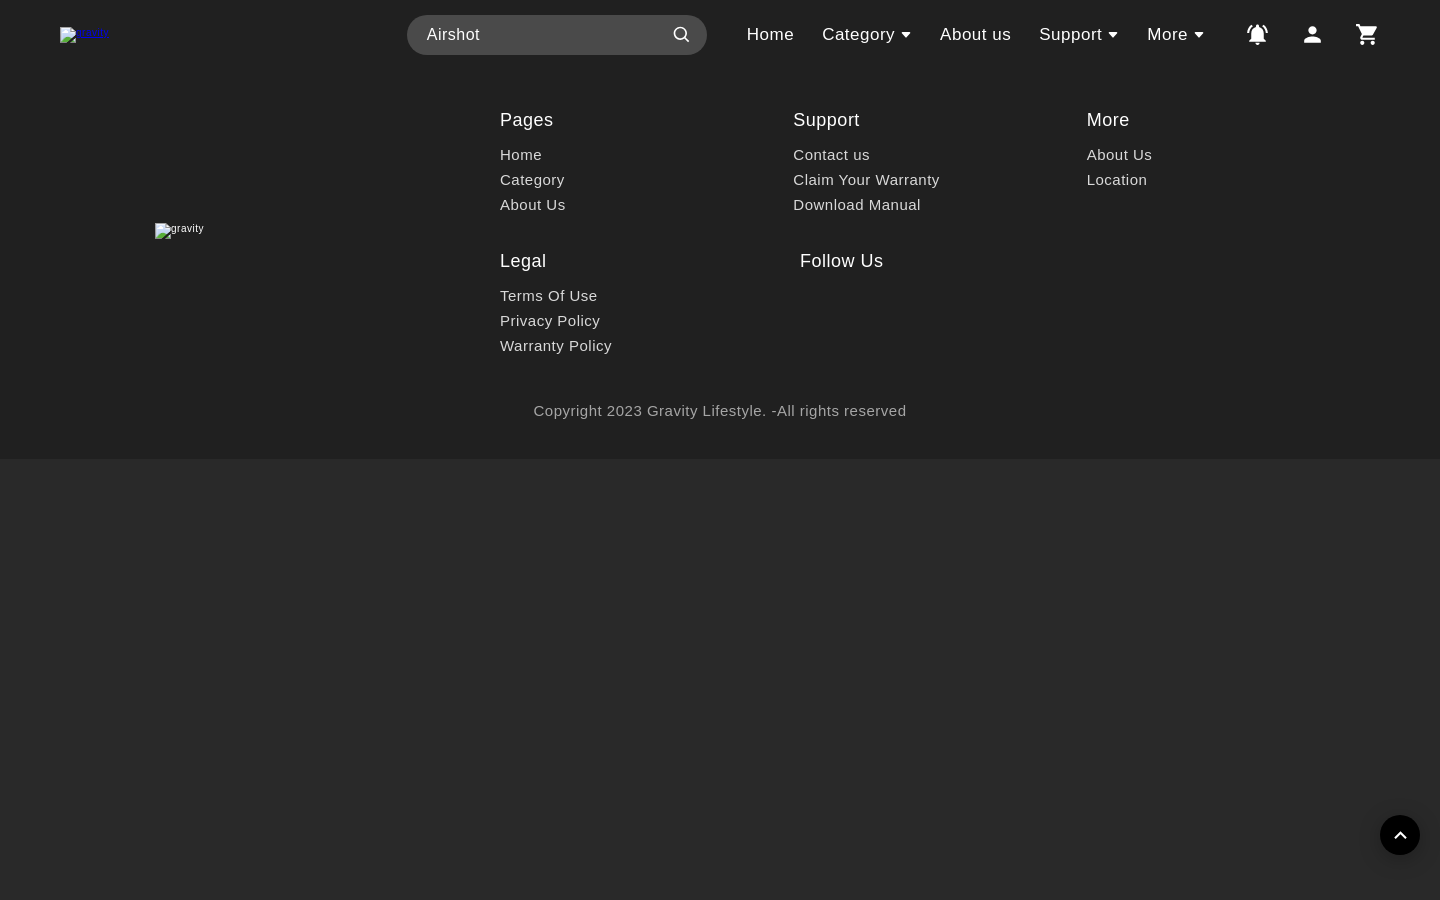 gravity
Airshot
Home
Category
About us
Support
More
Pages
Home
Category
About Us
Support
Contact us
Claim Your Warranty
Download Manual
More
About Us
Location
gravity
Legal
Terms Of Use
Privacy Policy
Warranty Policy
Follow Us
Copyright 2023 Gravity Lifestyle. -All rights reserved